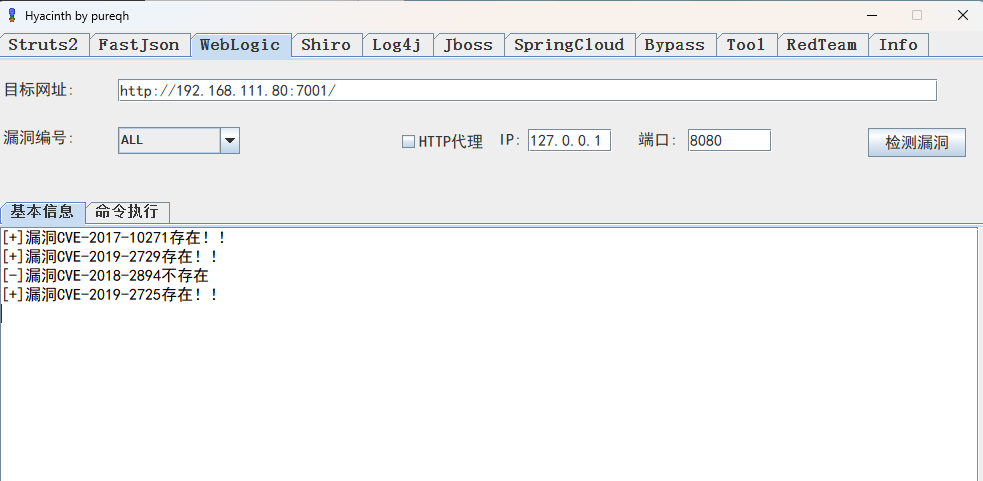 Hyacinth by pureqh
Struts2 FastJson WebLogic Shiro Log4j Jboss SpringCloud Bypass Tool RedTeam Info
目标网址: http://192.168.111.80:7001/
漏洞编号: ALL HTTP代理 IP: 127.0.0.1 端口: 8080 检测漏洞
基本信息 命令执行
[+]漏洞CVE-2017-10271存在！！
[+]漏洞CVE-2019-2729存在！！
[-]漏洞CVE-2018-2894不存在
[+]漏洞CVE-2019-2725存在！！